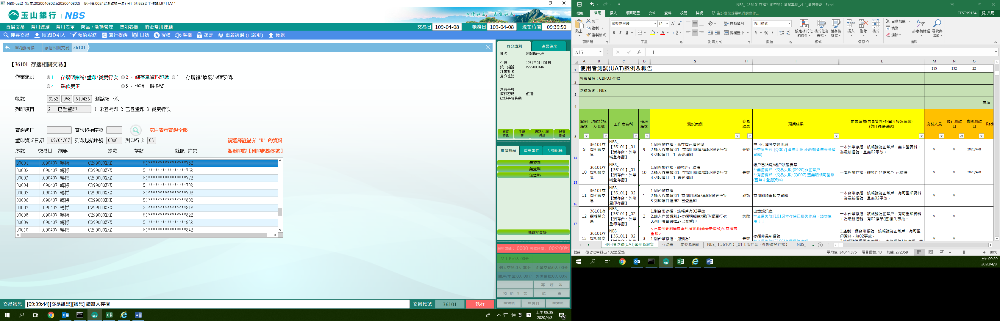 NBS-uat2 (版本:2020040802.b2020040802) 使用者:00242(測試櫃一辰) 分行別:9232 工作站:L9711A11
玉山銀行 | NBS
心清如玉，義重如山。
自選交易 常用連結 常用表單 商品 / 活動管理 智能客服 消金常用連結
交易日 109-04-08 帳務日 109-04-08 現在時間 09:39:50
搜尋交易 帳號ID引入 預約服務 蒞行提醒 日誌 授權 廣播 鎖定 重啟週邊 (已啟動) 簽退
單/摺(補換.. 存摺相關交易 36101
【36101 存摺相關交易】
作業類別 1 - 存摺明細補/重印/變更行次 2 - 綜存單資料印錄 3 - 存摺補/換發/封面列印
4 - 磁條更正 5 - 恢復一摺多幣
帳號 9232 968 610436 測試顏一地
列印項目 2 - 已登重印 1-未登補印 2-已登重印 3-變更行次
查詢起日 查詢起始序號 空白表示查詢全部
重印資料日期 109/04/07 列印起始序號 00001 列印行次 03 請選擇註記有 "R" 的資料
序號 交易日 摘要 提款 存款 餘額 註記 為重印的【列印起始序號】
00001 1090407 轉帳 C299000XXX $1****************75R
00002 1090407 轉帳 C299000XXX $1****************76R
00003 1090407 轉帳 C299000XXX $1****************77R
00004 1090407 轉帳 C299000XXX $1****************78R
00005 1090407 轉帳 C299000XXX $1****************79R
00006 1090407 轉帳 C299000XXX $1****************80R
00007 1090407 轉帳 C299000XXX $1****************81R
00008 1090407 轉帳 C299000XXX $1****************82R
00009 1090407 轉帳 C299000XXX $1****************83R
00010 1090407 轉帳 C299000XXX $1****************84R
交易訊息 [09:39:44][交易訊息][訊息] 請放入存摺 交易代號 36101 執行
身分識別 產品往來
姓名 測試顏一地
生日 1981年01月01日
統一編號 C299000446
理專姓名
身分註記
注意事項
簡訊密碼 使用中
近期事故異動
顧客資訊 手續費 通路/共同行銷 顧客影像
推薦商品 重要事件 互動記錄
無資料
無資料
無資料
一般轉介登錄
服務號碼： 0000 等候時間： 00分00秒
V I P:0人 00分
個人交易:0人 00分 企業交易:0人 00分
開戶/申請:0人 00分 外匯業務:0人 00分
再 呼 叫
預 約 叫 號 結 束
無資料 無資料 無資料
英 上午 09:39
2020/4/8
5
NBS_【36101存摺相關交易】測試案例_v1.4_測資盤點 - Excel
檔案 常用 插入 版面配置 公式 資料 校閱 檢視 告訴我您想要執行的動作... TEST19134 共用
貼上 剪下 複製 複製格式
微軟正黑體 12
自動換列 跨欄置中
通用格式
設定格式化的條件 格式化為表格 儲存格樣式
插入 刪除 格式
自動加總 填滿 清除 排序與篩選 尋找與選取
剪貼簿 字型 對齊方式 數值 樣式 儲存格 編輯
A16 11
A B C D G H I L M N O
1 使用者測試(UAT)案例＆報告 155 132 22
2 專案名稱：CBP03 存款
3 測試系統：NBS
4 專項
5 案例編號 功能代號及名稱 工作表名稱 情境編號 測試案例 交易結果 預期結果 前置準備(包含資料/外圍介接系統等)(與IT討論確認) 測試人員 預計測試日 實際測試日 Red
14 9 36101存摺相關交易 NBS_【36101】_01【活存台、外幣補登存摺】 9
1.刷外幣存摺，此存摺已補登過
2.輸入作業類別1.-存摺明細補/重印/變更行次
3.列印項目：1-未登補印
失敗
無可供補登交易明細
**交易失敗: [Q007] 查無明細可登錄(查無未登摺資料)
一本外幣存摺，該帳號為正常戶，無未登資料，為最新摺號，且無02事故。
V V 2020/4/8
15 10 36101存摺相關交易 NBS_【36101】_01【活存台、外幣補登存摺】 10
1.刷外幣存摺，該帳戶已結清
2.輸入作業類別1.-存摺明細補/重印/變更行次
3.列印項目：1-未登補印
失敗
帳戶已結清/帳戶狀態異常
**無摺銷戶→交易失敗:[0920]非正常戶
**有摺銷戶→交易失敗: [Q007] 查無明細可登錄(查無未登摺資料)
一本外幣存摺，該帳戶非正常戶-已結清
V V 2020/4/8
16 11 36101存摺相關交易 NBS_【36101】_02【活存台、外幣重印存摺】 1
1.刷台幣存摺
2.輸入作業類別1-存摺明細補/重印/變更行次
3.列印項目選擇2-已登重印
成功 存摺印錄重印之資料
一本台幣存摺，該帳號為正常戶，有可重印資料，為最新摺號，且無02事故。
V V
17 12 36101存摺相關交易 NBS_【36101】_02【活存台、外幣重印存摺】 2
1.刷台幣存摺，該帳戶有02事故
2.輸入作業類別1-存摺明細補/重印/變更行次
3.列印項目選擇2-已登重印
失敗
出錯誤訊息
**交易失敗:[1016]本存簿已掛失作廢，請勿使用！！
一本台幣存摺，該帳號為正常戶，有可重印資料，為最新摺號，有02存單(摺)掛失事故。
V V
13 36101存摺相關交易 NBS_【36101】_02【活存台、外幣 3
<此案例要測顧客拿到補發前(非最新摺號)的存摺來重印>
1.刷台幣存摺，摺號為1
失敗 存摺非最新摺號
1.產製一個台幣帳號，該帳號為正常戶，有可重印資料，無02事故。
V V
使用者測試(UAT)案例＆報告 互助表 本交易統計 NBS_【36101】_01【活存台、外幣補登存摺】 NBS_ ...
就緒 從 212中找出 132筆記錄 平均值: 34044.875 項目個數: 43 加總: 272359 80%
上午 09:39
2020/4/8